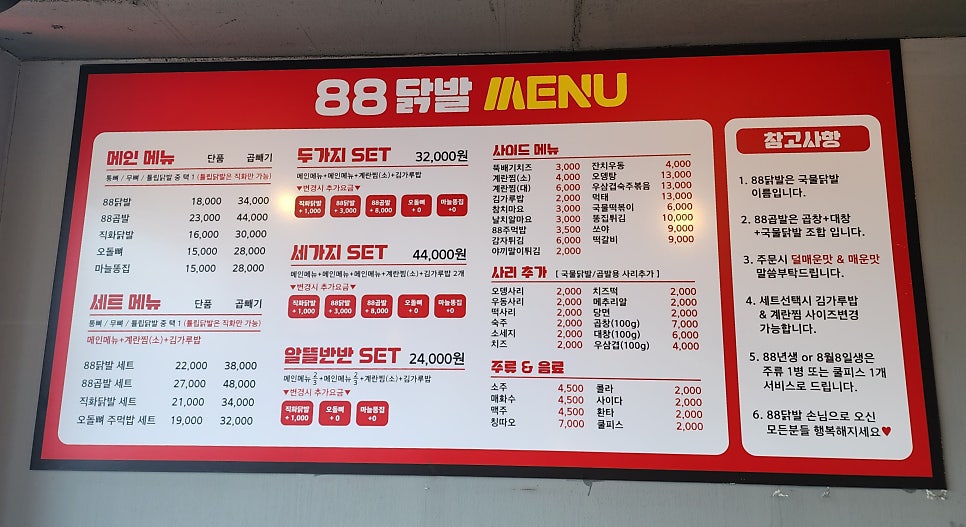 88 닭발 MENU
메인 메뉴 단품 곱빼기
통뼈 / 무뼈 / 튤립닭발 중 택 1 (튤립닭발은 직화만 가능)
88닭발 18,000 34,000
88곱발 23,000 44,000
직화닭발 16,000 30,000
오돌뼈 15,000 28,000
마늘똥집 15,000 28,000
세트 메뉴 단품 곱빼기
통뼈 / 무뼈 / 튤립닭발 중 택 1 (튤립닭발은 직화만 가능)
메인메뉴+계란찜(소)+김가루밥
88닭발 세트 22,000 38,000
88곱발 세트 27,000 48,000
직화닭발 세트 21,000 34,000
오돌뼈 주먹밥 세트 19,000 32,000
두가지 SET 32,000원
메인메뉴+메인메뉴+계란찜(소)+김가루밥
▼변경시 추가요금▼
직화닭발 +1,000 88닭발 +3,000 88곱발 +8,000 오돌뼈 +0 마늘똥집 +0
세가지 SET 44,000원
메인메뉴+메인메뉴+메인메뉴+계란찜(소)+김가루밥 2개
▼변경시 추가요금▼
직화닭발 +1,000 88닭발 +3,000 88곱발 +8,000 오돌뼈 +0 마늘똥집 +0
알뜰반반 SET 24,000원
메인메뉴 2/3+메인메뉴 2/3+계란찜(소)+김가루밥
▼변경시 추가요금▼
직화닭발 +1,000 오돌뼈 +0 마늘똥집 +0
사이드 메뉴
뚝배기치즈 3,000 잔치우동 4,000
계란찜(소) 4,000 오뎅탕 13,000
계란찜(대) 6,000 우삼겹숙주볶음 13,000
김가루밥 2,000 먹태 13,000
참치마요 3,000 국물떡볶이 6,000
날치알마요 3,000 똥집튀김 10,000
88주먹밥 3,500 쏘야 9,000
감자튀김 6,000 떡갈비 9,000
야끼만두튀김 2,000
사리 추가 [ 국물닭발/곱발용 사리추가 ]
오뎅사리 2,000 치즈떡 2,000
우동사리 2,000 메추리알 2,000
떡사리 2,000 당면 2,000
숙주 2,000 곱창(100g) 7,000
소세지 2,000 대창(100g) 6,000
치즈 2,000 우삼겹(100g) 4,000
주류 & 음료
소주 4,500 콜라 2,000
매화수 4,500 사이다 2,000
맥주 4,500 환타 2,000
칭따오 7,000 쿨피스 2,000
참고사항
1. 88닭발은 국물닭발
이름입니다.
2. 88곱발은 곱창+대창
+국물닭발 조합 입니다.
3. 주문시 덜매운맛 & 매운맛
말씀부탁드립니다.
4. 세트선택시 김가루밥
& 계란찜 사이즈변경
가능합니다.
5. 88년생 or 8월8일생은
주류 1병 또는 쿨피스 1개
서비스로 드립니다.
6. 88닭발 손님으로 오신
모든분들 행복해지세요♥